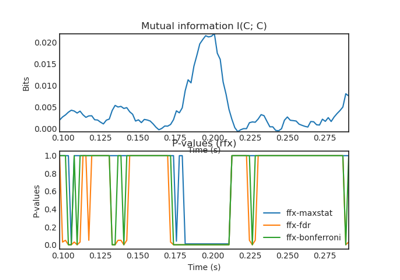 Mutual information I(C; C)
0.020
0.015
0.010
0.005
0.000
Bits
0.100 0.125 0.150 0.175 0.200 0.225 0.250 0.275
Time (s)
P-values (rfx)
1.0
0.8
0.6
0.4
0.2
0.0
P-values
ffx-maxstat
ffx-fdr
ffx-bonferroni
0.100 0.125 0.150 0.175 0.200 0.225 0.250 0.275
Time (s)